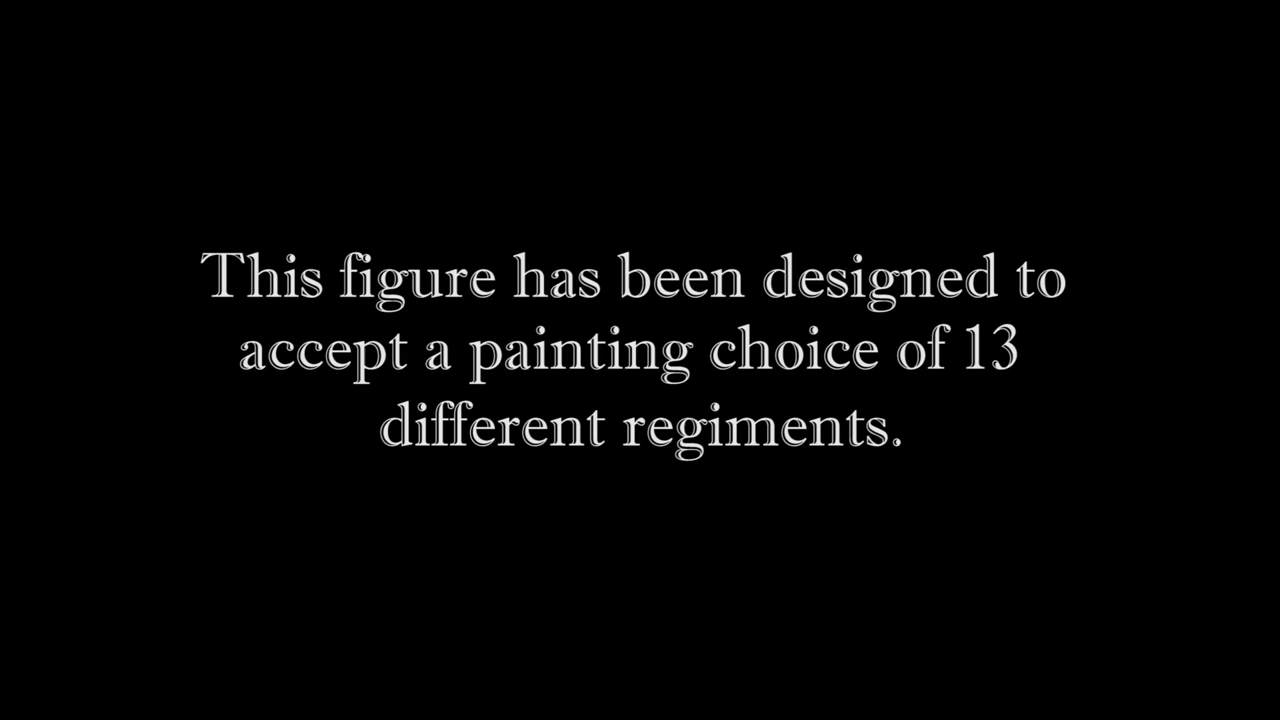 This figure has been designed to
accept a painting choice of 13
different regiments.